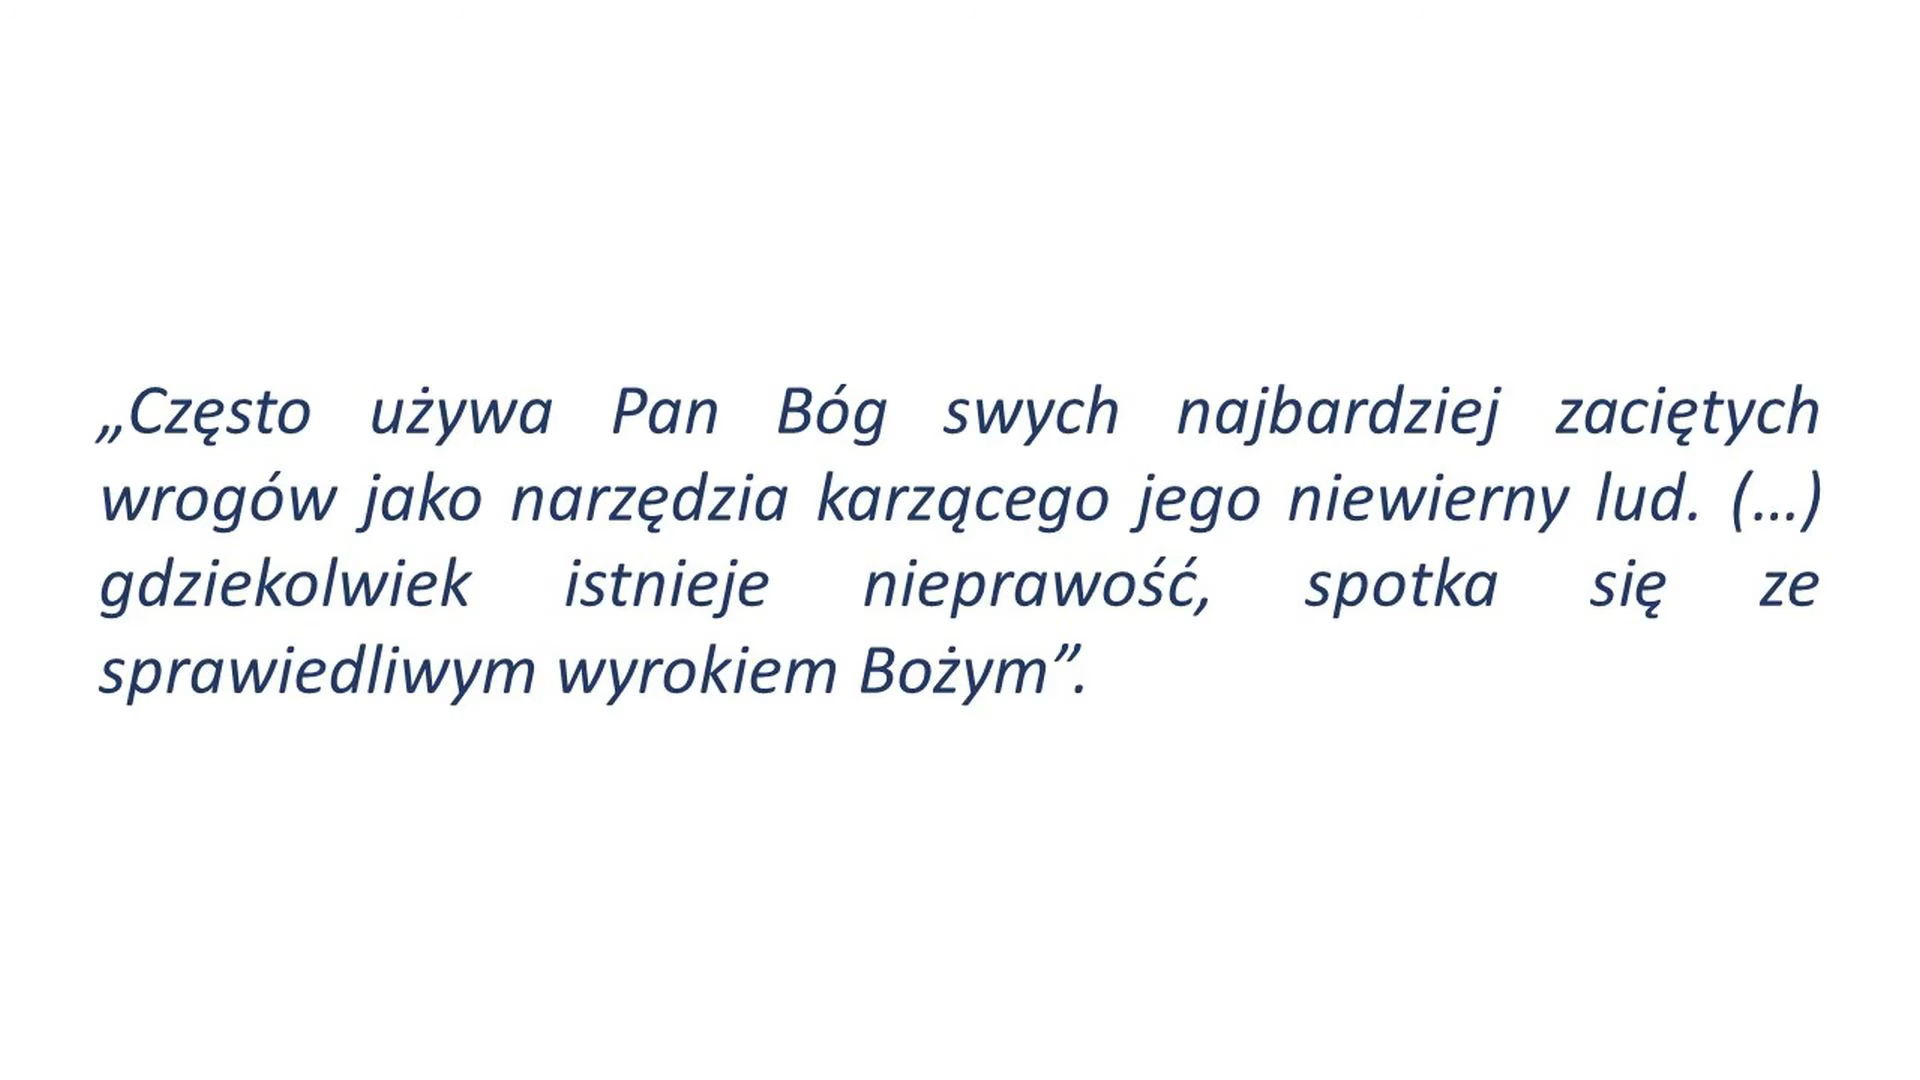 „Często używa Pan Bóg swych najbardziej zaciętych
wrogów jako narzędzia karzącego jego niewierny lud. (…)
gdziekolwiek istnieje nieprawość, spotka się ze
sprawiedliwym wyrokiem Bożym”.